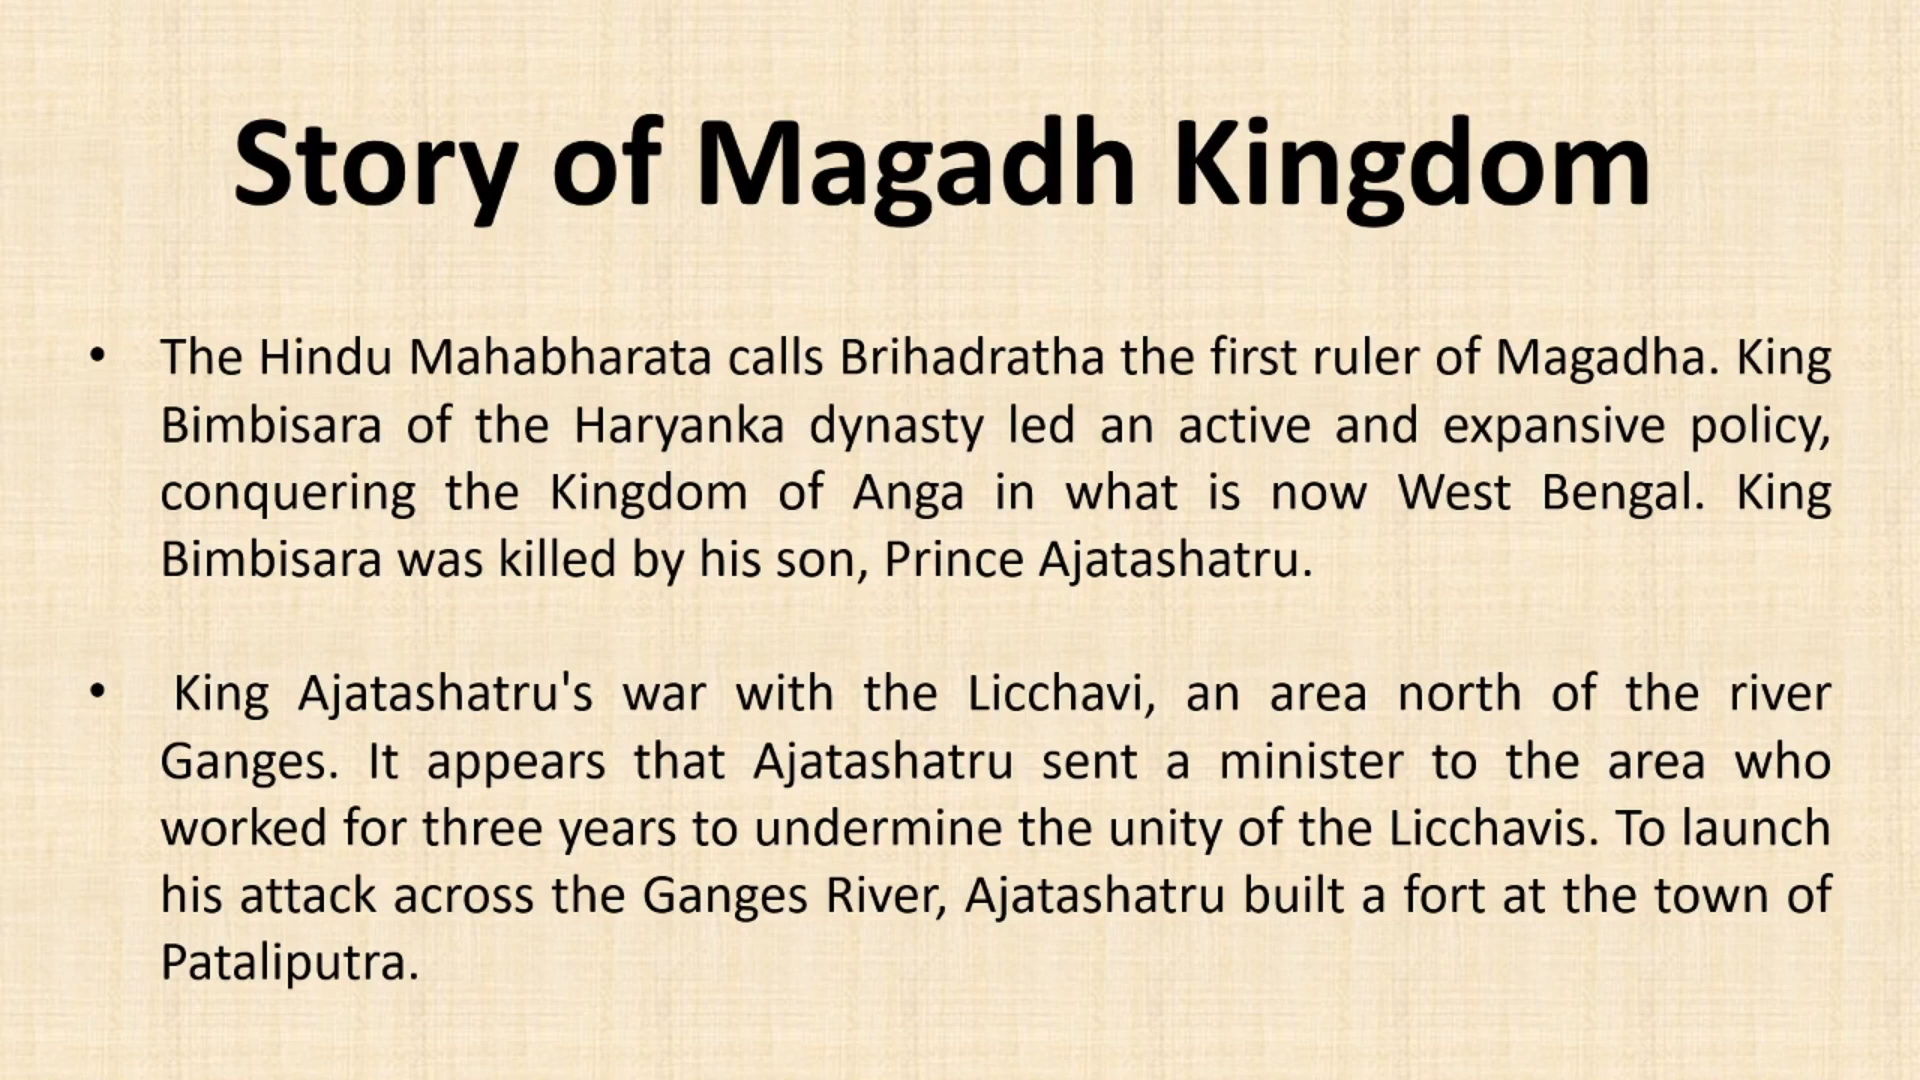 Story of Magadh Kingdom
• The Hindu Mahabharata calls Brihadratha the first ruler of Magadha. King
Bimbisara of the Haryanka dynasty led an active and expansive policy,
conquering the Kingdom of Anga in what is now West Bengal. King
Bimbisara was killed by his son, Prince Ajatashatru.
• King Ajatashatru's war with the Licchavi, an area north of the river
Ganges. It appears that Ajatashatru sent a minister to the area who
worked for three years to undermine the unity of the Licchavis. To launch
his attack across the Ganges River, Ajatashatru built a fort at the town of
Pataliputra.